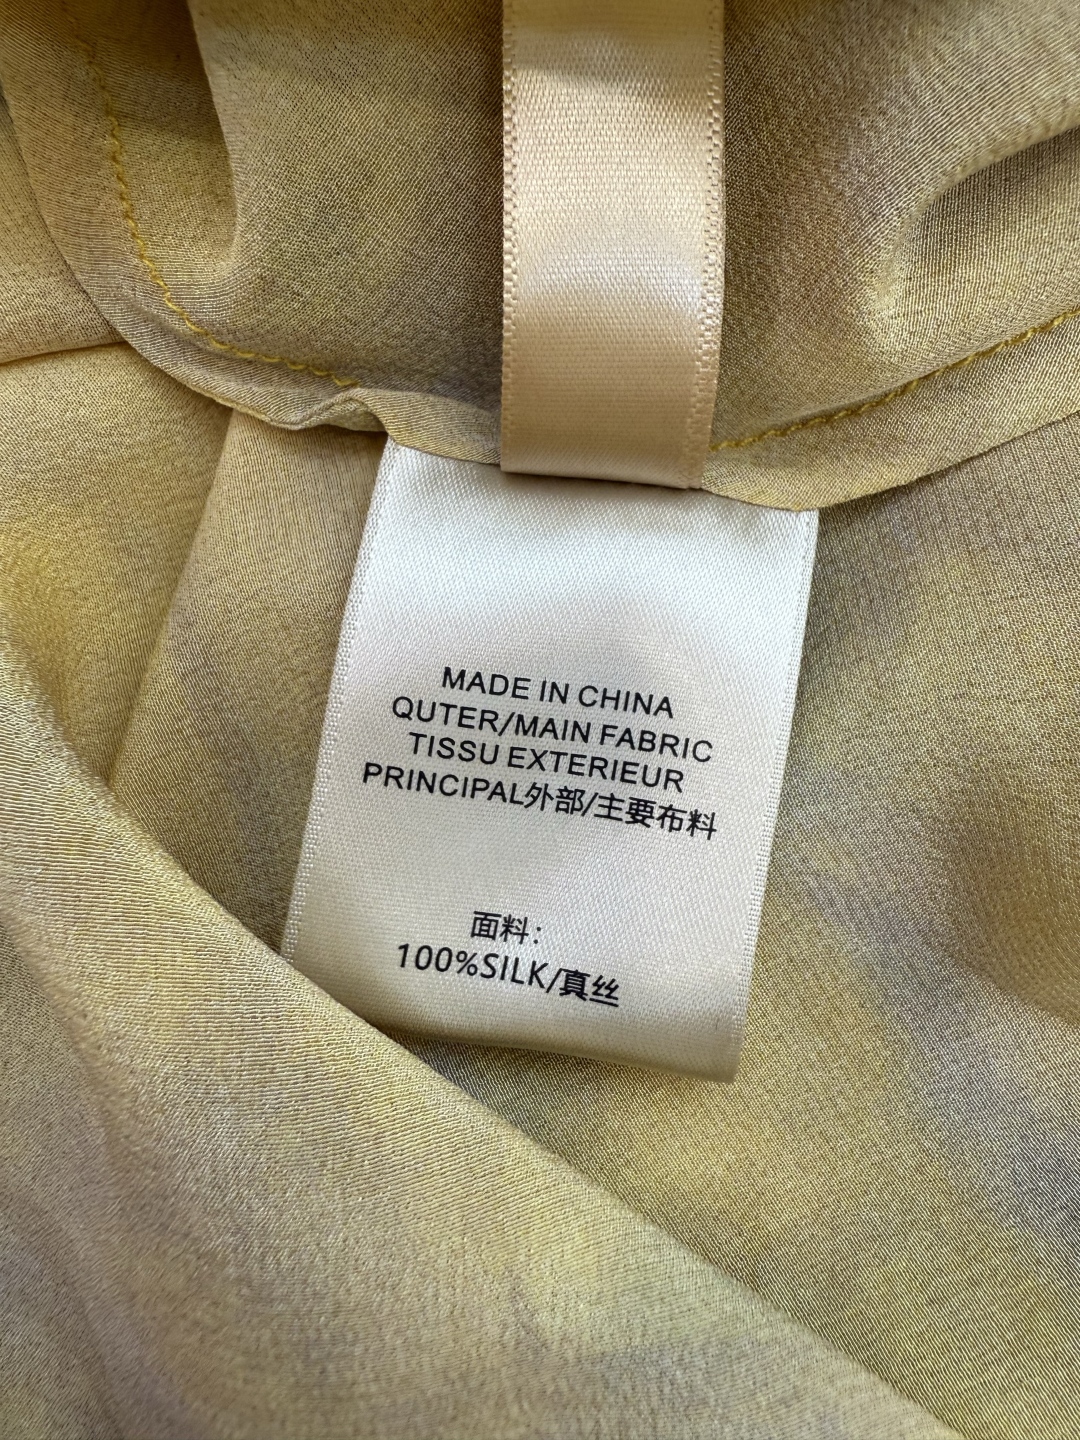 MADE IN CHINA
QUTER/MAIN FABRIC
TISSU EXTERIEUR
PRINCIPAL外部/主要布料
面料:
100%SILK/真丝